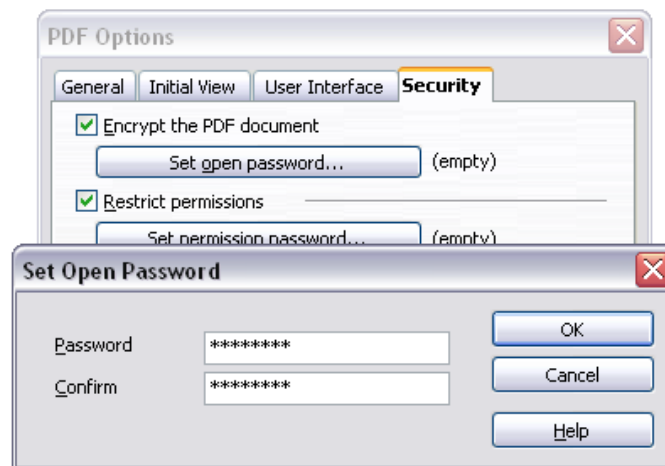 PDF Options
General Initial View User Interface Security
Encrypt the PDF document
Set open password... (empty)
Restrict permissions
Set permission password... (empty)
Set Open Password
Password ********
Confirm ********
OK
Cancel
Help